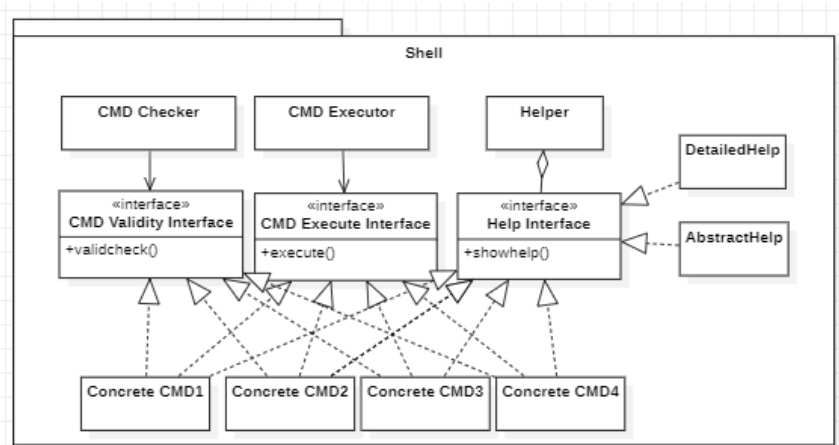 Shell
CMD Checker
CMD Executor
Helper
DetailedHelp
«interface»
CMD Validity Interface
+validcheck()
«interface»
CMD Execute Interface
+execute()
«interface»
Help Interface
+showhelp()
AbstractHelp
Concrete CMD1
Concrete CMD2
Concrete CMD3
Concrete CMD4